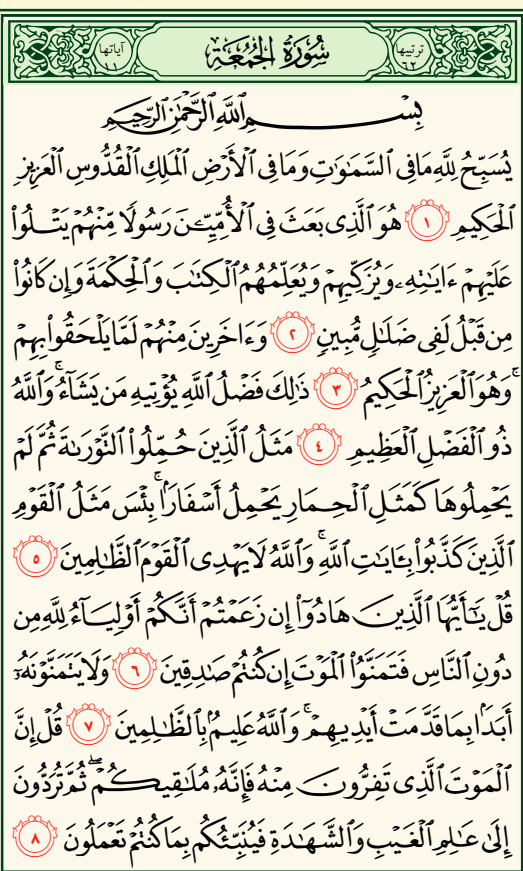 ترتيبها ٦٢
سُورَةُ الْجُمُعَةِ
آياتها ١١
بِسْمِ ٱللَّهِ ٱلرَّحْمَٰنِ ٱلرَّحِيمِ
يُسَبِّحُ لِلَّهِ مَا فِى ٱلسَّمَٰوَٰتِ وَمَا فِى ٱلْأَرْضِ ٱلْمَلِكِ ٱلْقُدُّوسِ ٱلْعَزِيزِ
ٱلْحَكِيمِ ١ هُوَ ٱلَّذِى بَعَثَ فِى ٱلْأُمِّيِّـۧنَ رَسُولًا مِّنْهُمْ يَتْلُوا۟
عَلَيْهِمْ ءَايَٰتِهِۦ وَيُزَكِّيهِمْ وَيُعَلِّمُهُمُ ٱلْكِتَٰبَ وَٱلْحِكْمَةَ وَإِن كَانُوا۟
مِن قَبْلُ لَفِى ضَلَٰلٍ مُّبِينٍ ٢ وَءَاخَرِينَ مِنْهُمْ لَمَّا يَلْحَقُوا۟ بِهِمْ ۚ
وَهُوَ ٱلْعَزِيزُ ٱلْحَكِيمُ ٣ ذَٰلِكَ فَضْلُ ٱللَّهِ يُؤْتِيهِ مَن يَشَآءُ ۚ وَٱللَّهُ
ذُو ٱلْفَضْلِ ٱلْعَظِيمِ ٤ مَثَلُ ٱلَّذِينَ حُمِّلُوا۟ ٱلتَّوْرَىٰةَ ثُمَّ لَمْ
يَحْمِلُوهَا كَمَثَلِ ٱلْحِمَارِ يَحْمِلُ أَسْفَارًۢا ۚ بِئْسَ مَثَلُ ٱلْقَوْمِ
ٱلَّذِينَ كَذَّبُوا۟ بِـَٔايَٰتِ ٱللَّهِ ۚ وَٱللَّهُ لَا يَهْدِى ٱلْقَوْمَ ٱلظَّٰلِمِينَ ٥
قُلْ يَٰٓأَيُّهَا ٱلَّذِينَ هَادُوٓا۟ إِن زَعَمْتُمْ أَنَّكُمْ أَوْلِيَآءُ لِلَّهِ مِن
دُونِ ٱلنَّاسِ فَتَمَنَّوُا۟ ٱلْمَوْتَ إِن كُنتُمْ صَٰدِقِينَ ٦ وَلَا يَتَمَنَّوْنَهُۥٓ
أَبَدًۢا بِمَا قَدَّمَتْ أَيْدِيهِمْ ۚ وَٱللَّهُ عَلِيمٌۢ بِٱلظَّٰلِمِينَ ٧ قُلْ إِنَّ
ٱلْمَوْتَ ٱلَّذِى تَفِرُّونَ مِنْهُ فَإِنَّهُۥ مُلَٰقِيكُمْ ۖ ثُمَّ تُرَدُّونَ
إِلَىٰ عَٰلِمِ ٱلْغَيْبِ وَٱلشَّهَٰدَةِ فَيُنَبِّئُكُم بِمَا كُنتُمْ تَعْمَلُونَ ٨